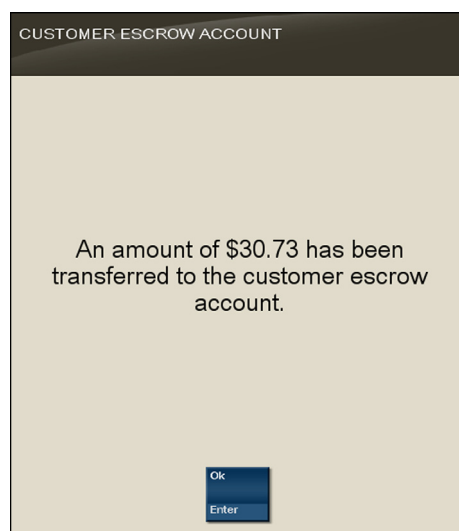 CUSTOMER ESCROW ACCOUNT
An amount of $30.73 has been
transferred to the customer escrow
account.
Ok
Enter